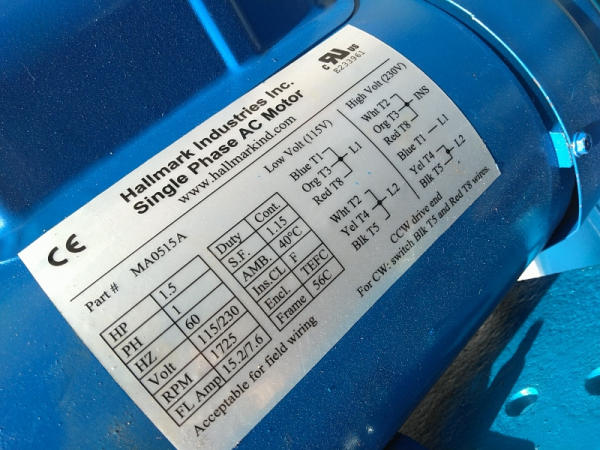 Hallmark Industries Inc.
Single Phase AC Motor
www.hallmarkind.com
c UR US
E233961
CE
Part # MA0515A
HP 1.5
PH 1
HZ 60
Volt 115/230
RPM 1725
FL Amp 15.2/7.6
Duty Cont.
S.F. 1.15
AMB. 40°C
Ins.CL F
Encl. TEFC
Frame 56C
Acceptable for field wiring
Low Volt (115V)
Blue T1
Org T3 L1
Red T8
Wht T2
Yel T4 L2
Blk T5
High Volt (230V)
Wht T2
Org T3 INS
Red T8
Blue T1 — L1
Yel T4 L2
Blk T5
CCW drive end
For CW- switch Blk T5 and Red T8 wires.